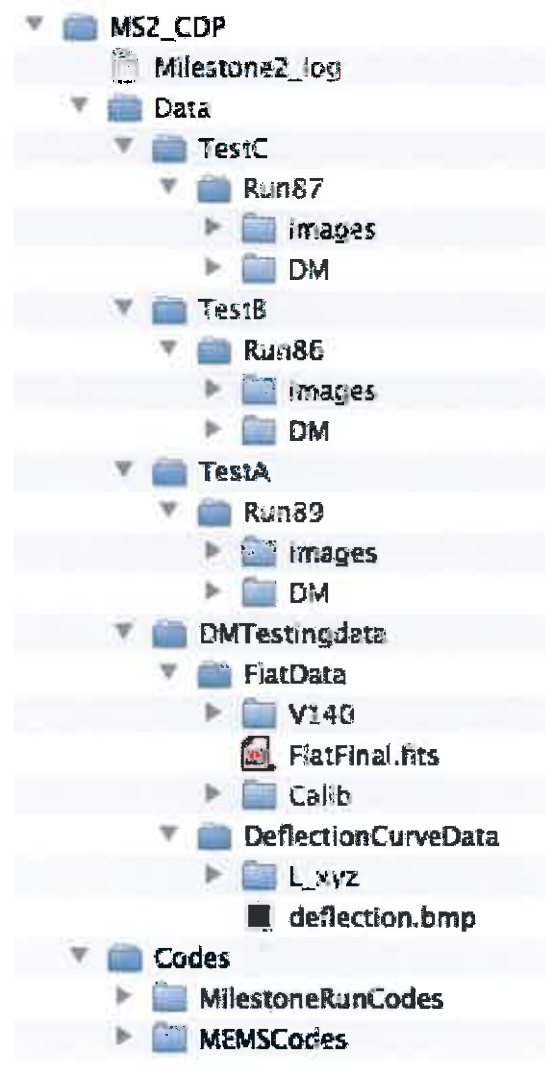 MS2_CDP
Milestone2_log
Data
TestC
Run87
images
DM
TestB
Run86
images
DM
TestA
Run89
images
DM
DMTestingdata
FlatData
V140
FlatFinal.fits
Calib
DeflectionCurveData
L_xyz
deflection.bmp
Codes
MilestoneRunCodes
MEMSCodes